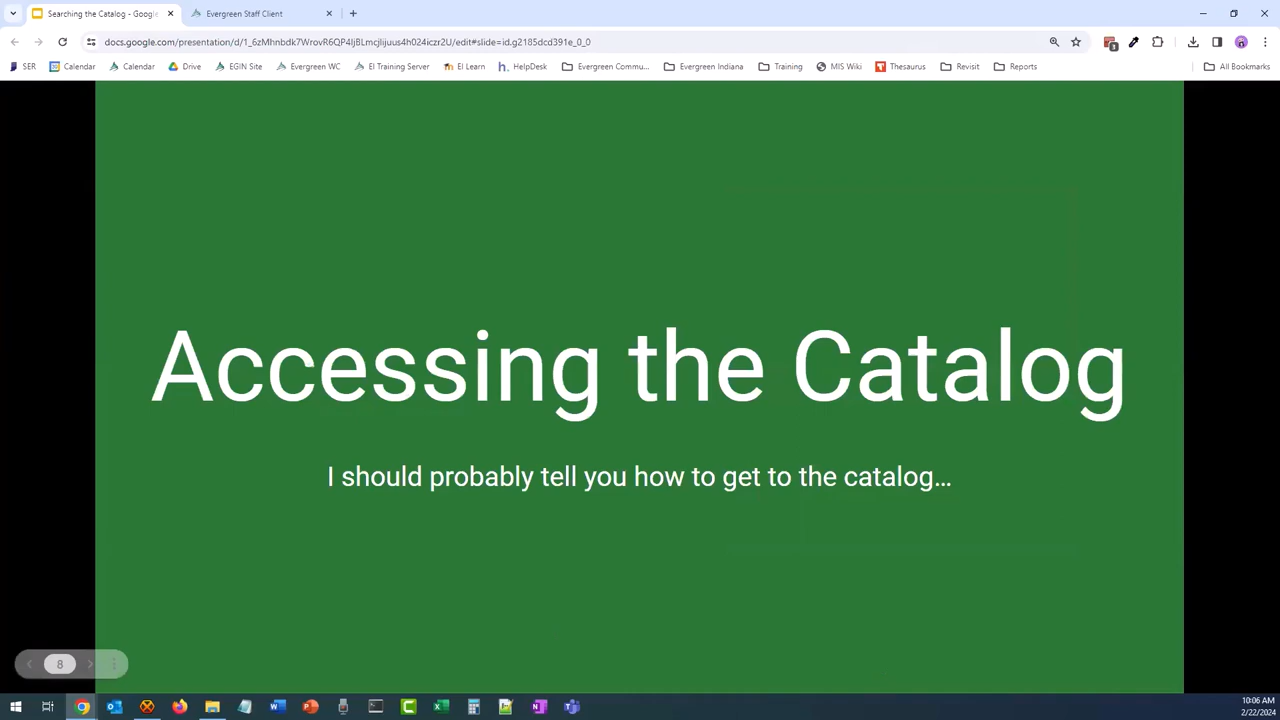 Searching the Catalog - Google
Evergreen Staff Client
docs.google.com/presentation/d/1_6zMhnbdk7WrovR6QP4IjBLmcjlijuus4h024iczr2U/edit#slide=id.g2185dcd391e_0_0
SER Calendar Calendar Drive EGIN Site Evergreen WC EI Training Server EI Learn HelpDesk Evergreen Commu... Evergreen Indiana Training MIS Wiki Thesaurus Revisit Reports All Bookmarks
Accessing the Catalog
I should probably tell you how to get to the catalog...
8
10:06 AM
2/22/2024